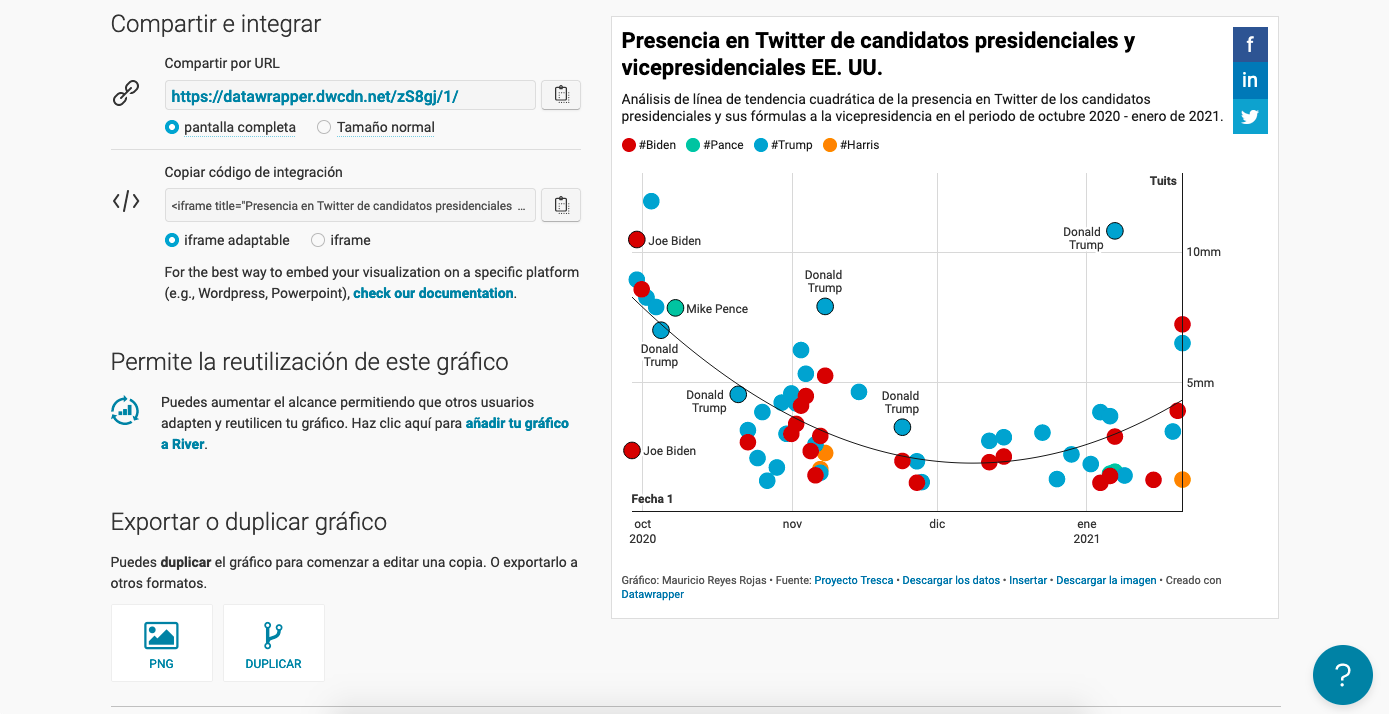 Compartir e integrar
Compartir por URL
https://datawrapper.dwcdn.net/zS8gj/1/
pantalla completa
Tamaño normal
Copiar código de integración
<iframe title="Presencia en Twitter de candidatos presidenciales ...
iframe adaptable
iframe
For the best way to embed your visualization on a specific platform
(e.g., Wordpress, Powerpoint), check our documentation.
Permite la reutilización de este gráfico
Puedes aumentar el alcance permitiendo que otros usuarios
adapten y reutilicen tu gráfico. Haz clic aquí para añadir tu gráfico
a River.
Exportar o duplicar gráfico
Puedes duplicar el gráfico para comenzar a editar una copia. O exportarlo a
otros formatos.
PNG
DUPLICAR
Presencia en Twitter de candidatos presidenciales y
vicepresidenciales EE. UU.
f
in
Análisis de línea de tendencia cuadrática de la presencia en Twitter de los candidatos
presidenciales y sus fórmulas a la vicepresidencia en el periodo de octubre 2020 - enero de 2021.
#Biden
#Pance
#Trump
#Harris
Tuits
Donald
Trump
Joe Biden
10mm
Donald
Trump
Mike Pence
Donald
Trump
5mm
Donald
Trump
Donald
Trump
Joe Biden
Fecha 1
oct
2020
nov
dic
ene
2021
Gráfico: Mauricio Reyes Rojas • Fuente: Proyecto Tresca • Descargar los datos • Insertar • Descargar la imagen • Creado con
Datawrapper
?